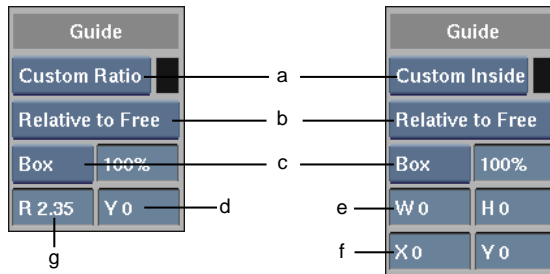 Guide
Guide
Custom Ratio
a
Custom Inside
Relative to Free
b
Relative to Free
Box
100%
c
Box
100%
R 2.35
Y 0
d
e
W 0
H 0
g
f
X 0
Y 0